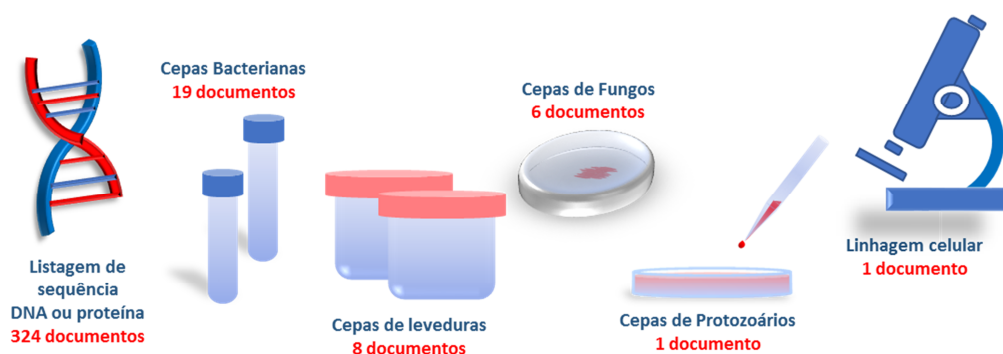 Listagem de
sequência
DNA ou proteína
324 documentos
Cepas Bacterianas
19 documentos
Cepas de leveduras
8 documentos
Cepas de Fungos
6 documentos
Cepas de Protozoários
1 documento
Linhagem celular
1 documento